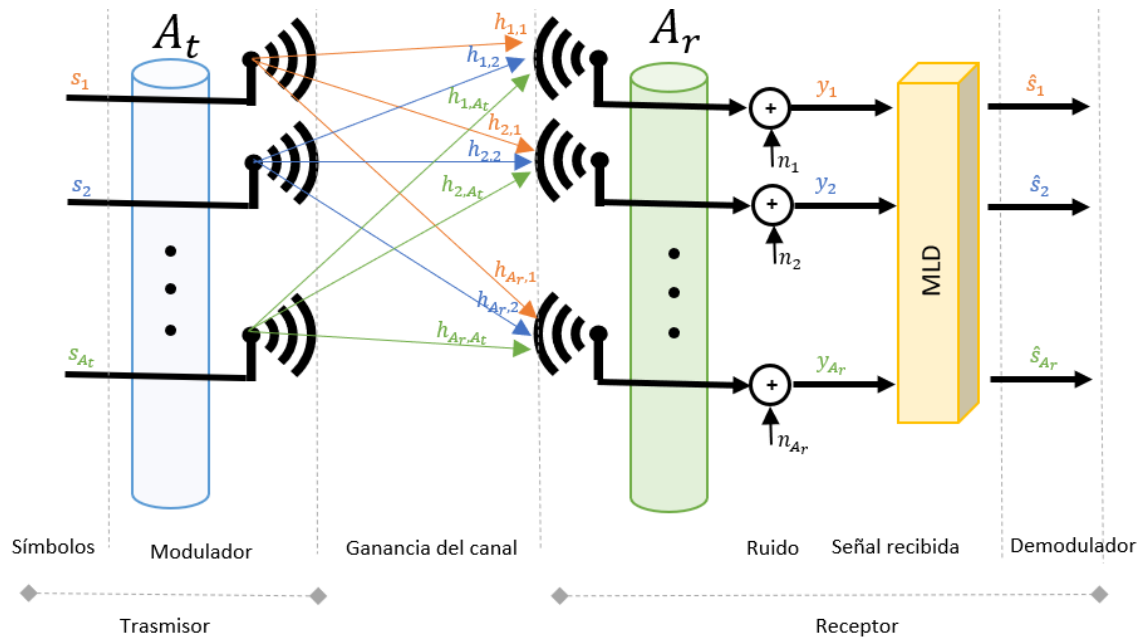 A_t
A_r
h_{1,1}
h_{1,2}
h_{1,A_t}
s_1
y_1
ŝ_1
+
n_1
h_{2,1}
h_{2,2}
h_{2,A_t}
s_2
y_2
ŝ_2
+
n_2
MLD
h_{A_r,1}
h_{A_r,2}
h_{A_r,A_t}
s_{A_t}
y_{A_r}
ŝ_{A_r}
+
n_{A_r}
Símbolos
Modulador
Ganancia del canal
Ruido
Señal recibida
Demodulador
Trasmisor
Receptor